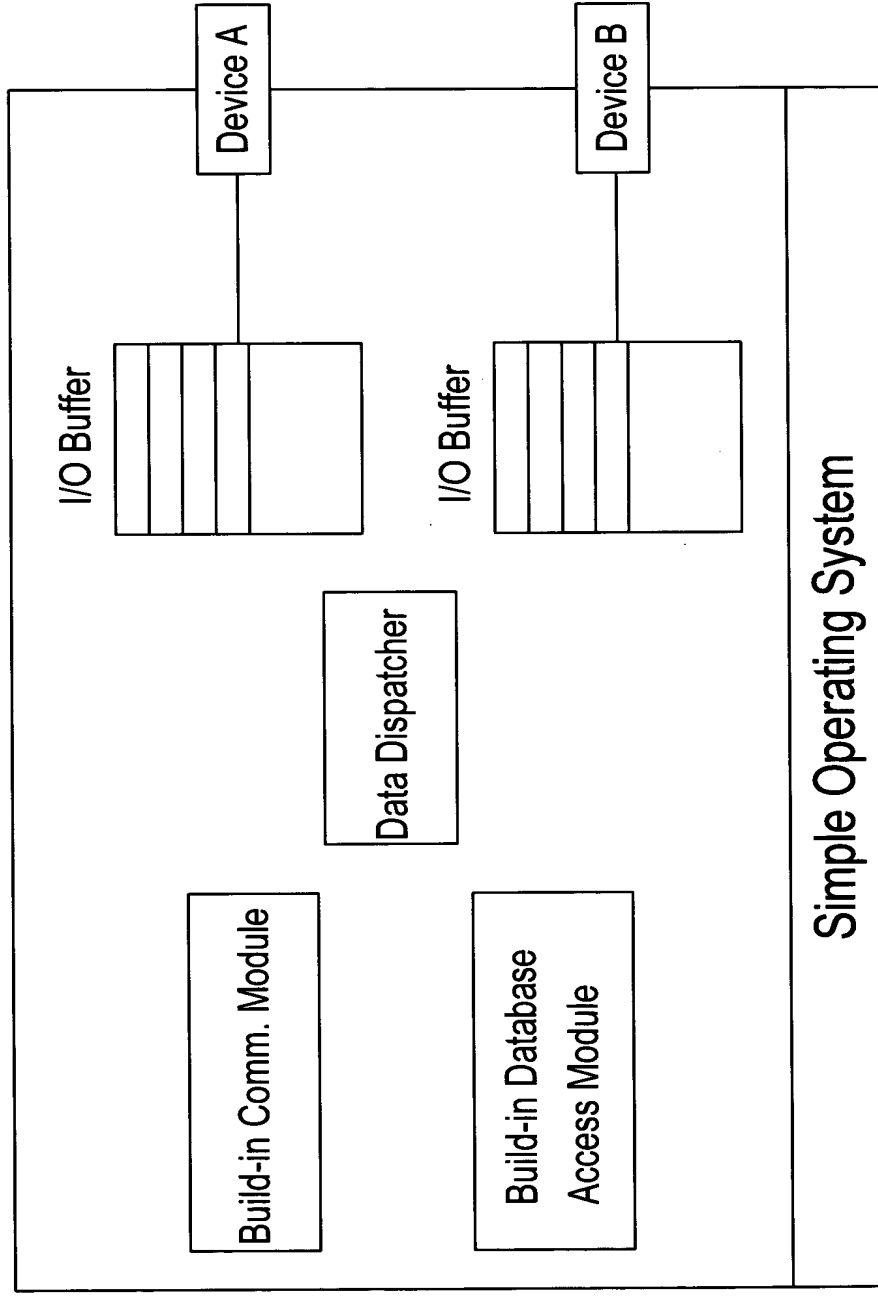 Build-in Comm. Module
Build-in Database
Access Module
Data Dispatcher
I/O Buffer
I/O Buffer
Device A
Device B
Simple Operating System